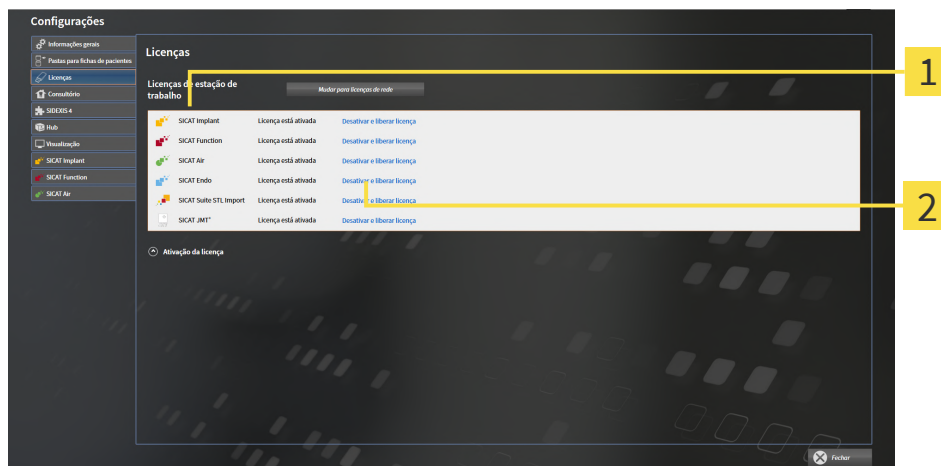 Configurações
Informações gerais
Pastas para fichas de pacientes
Licenças
Consultório
SIDEXIS 4
Hub
Visualização
SICAT Implant
SICAT Function
SICAT Air
Licenças
Licenças de estação de
trabalho
Mudar para licenças de rede
SICAT Implant Licença está ativada Desativar e liberar licença
SICAT Function Licença está ativada Desativar e liberar licença
SICAT Air Licença está ativada Desativar e liberar licença
SICAT Endo Licença está ativada Desativar e liberar licença
SICAT Suite STL Import Licença está ativada Desativar e liberar licença
SICAT JMT+ Licença está ativada Desativar e liberar licença
Ativação da licença
Fechar
1
2